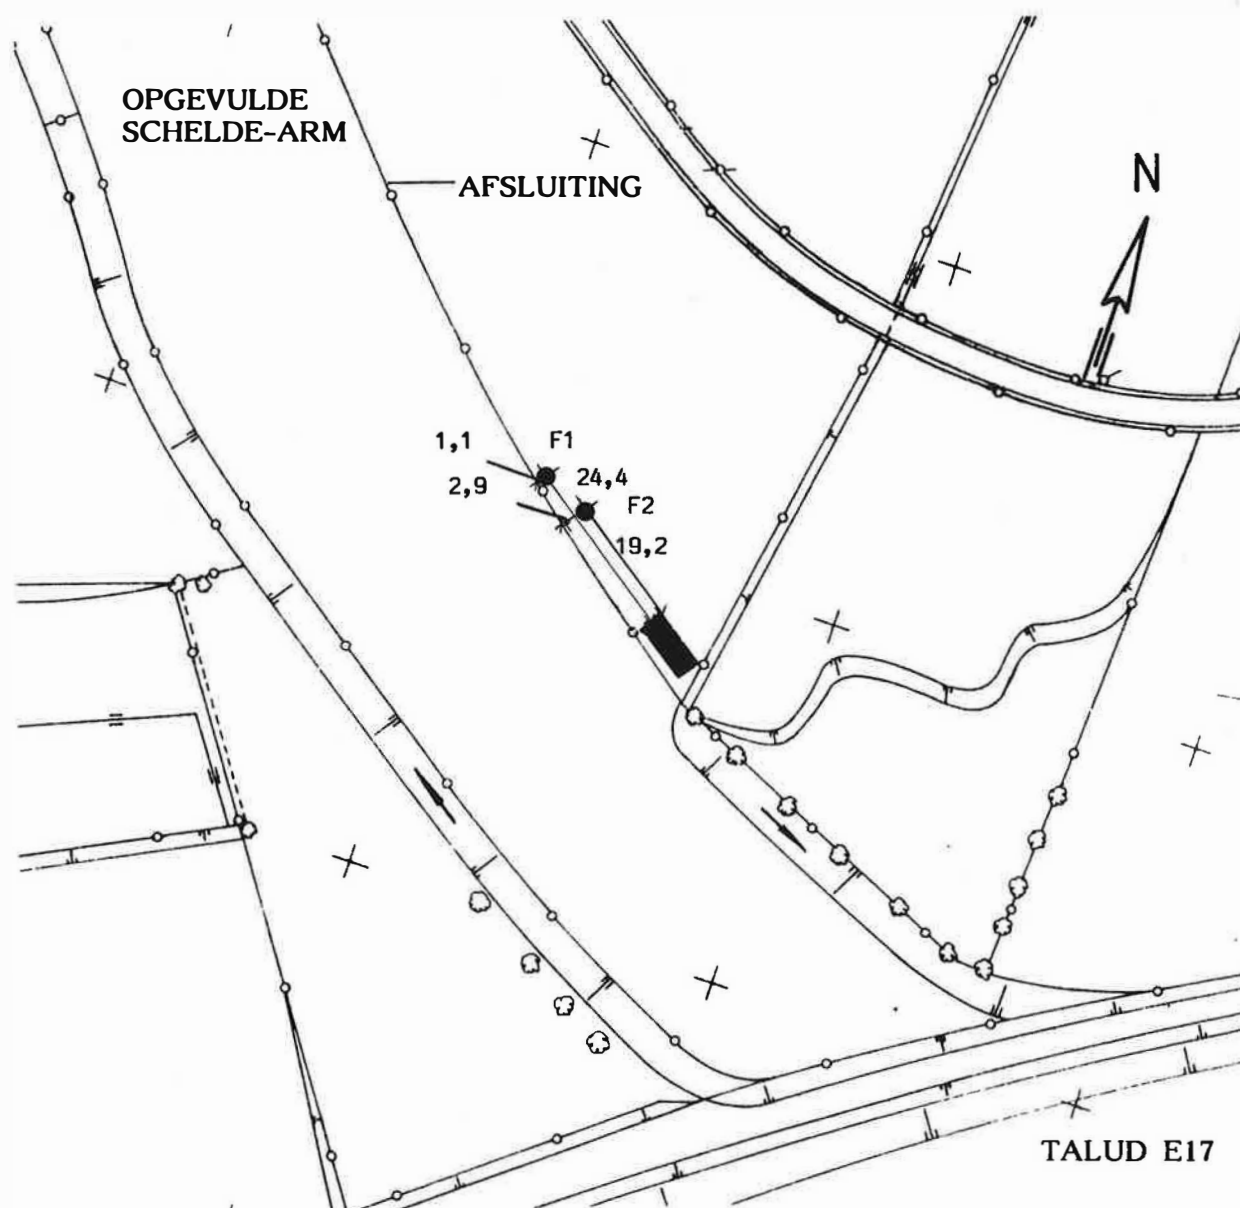 OPGEVULDE
SCHELDE-ARM
AFSLUITING
N
1,1
F1
2,9
24,4
F2
19,2
TALUD E17